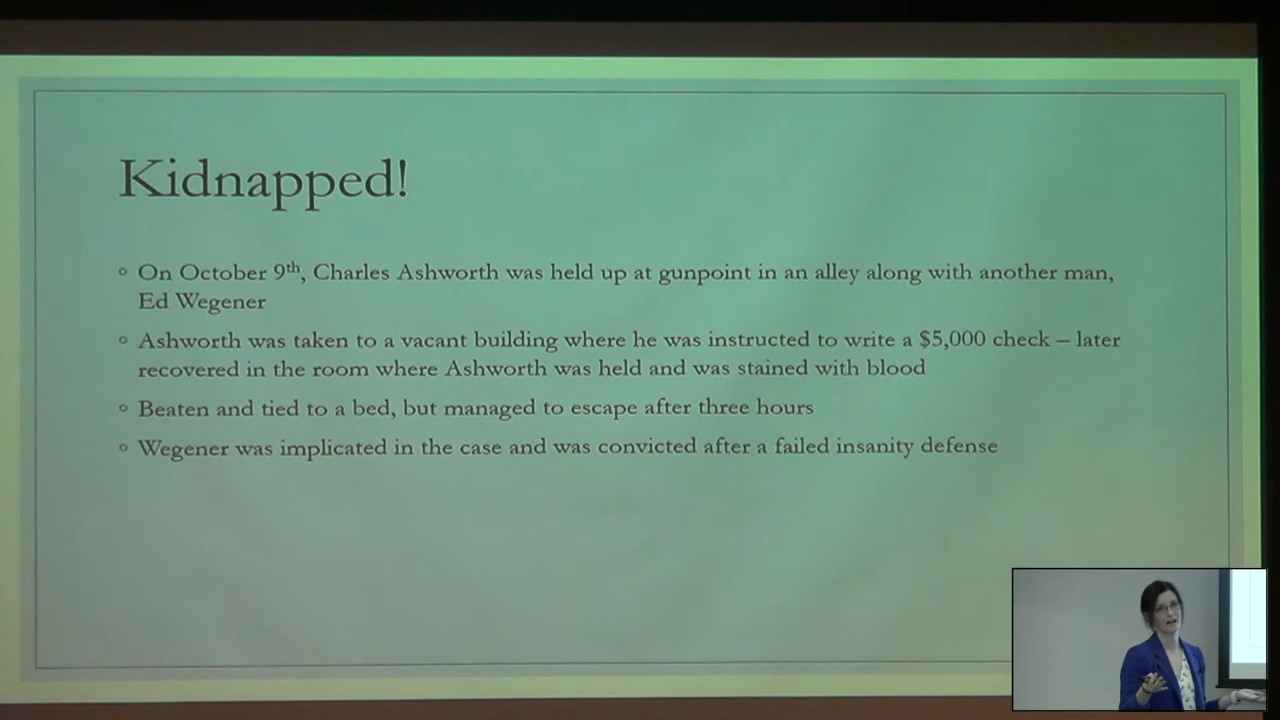 Kidnapped!
° On October 9th, Charles Ashworth was held up at gunpoint in an alley along with another man,
Ed Wegener
° Ashworth was taken to a vacant building where he was instructed to write a $5,000 check – later
recovered in the room where Ashworth was held and was stained with blood
° Beaten and tied to a bed, but managed to escape after three hours
° Wegener was implicated in the case and was convicted after a failed insanity defense